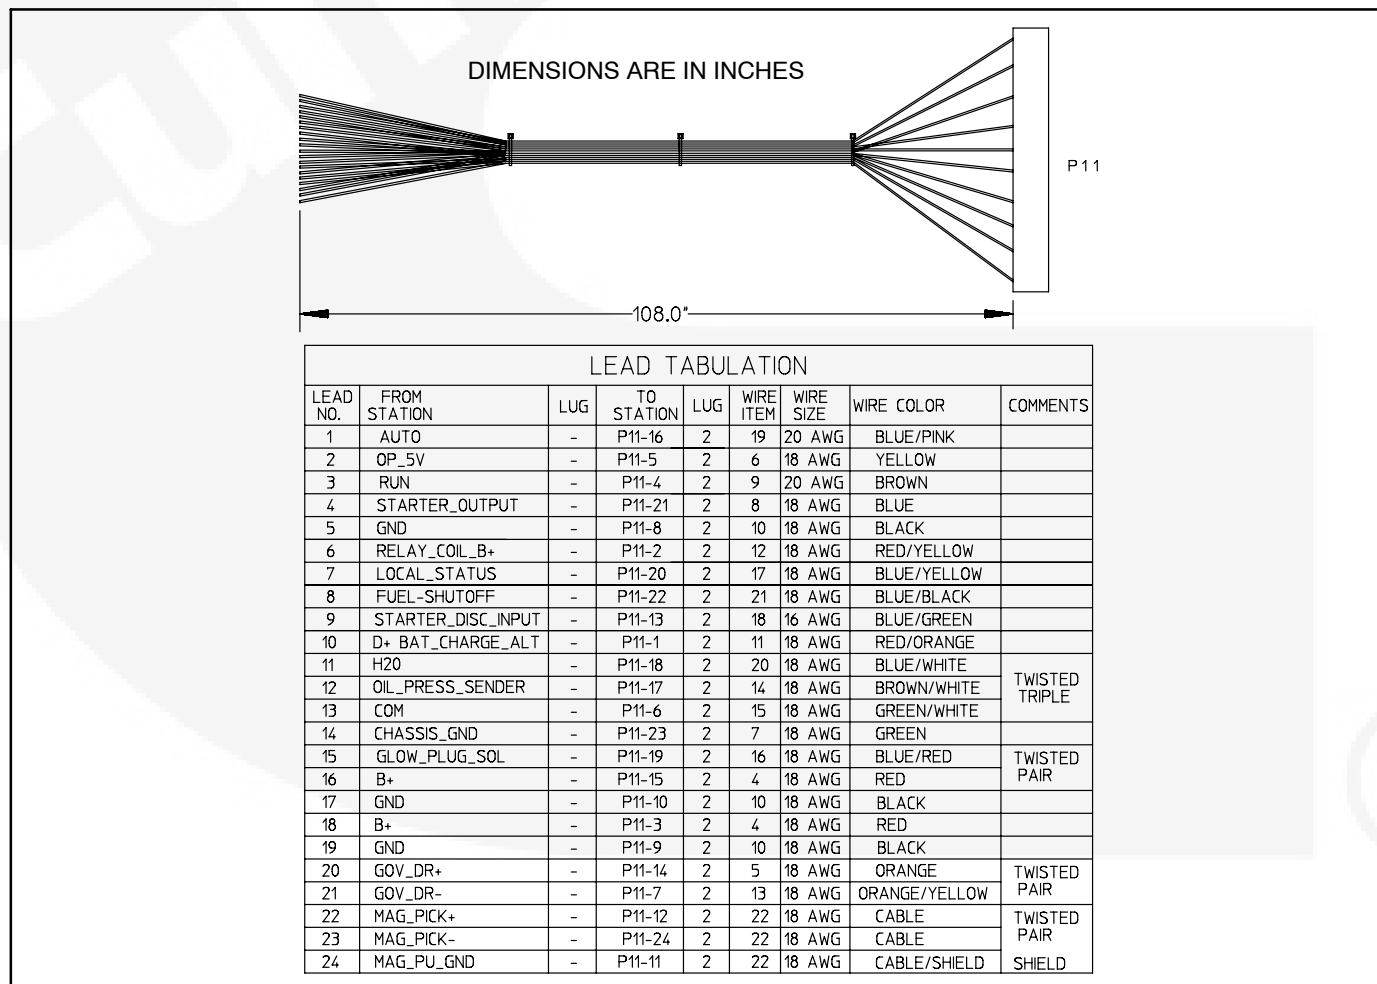 DIMENSIONS ARE IN INCHES
P11
108.0"
LEAD TABULATION
LEAD NO. FROM STATION LUG TO STATION LUG WIRE ITEM WIRE SIZE WIRE COLOR COMMENTS
1 AUTO - P11-16 2 19 20 AWG BLUE/PINK
2 OP_5V - P11-5 2 6 18 AWG YELLOW
3 RUN - P11-4 2 9 20 AWG BROWN
4 STARTER_OUTPUT - P11-21 2 8 18 AWG BLUE
5 GND - P11-8 2 10 18 AWG BLACK
6 RELAY_COIL_B+ - P11-2 2 12 18 AWG RED/YELLOW
7 LOCAL_STATUS - P11-20 2 17 18 AWG BLUE/YELLOW
8 FUEL-SHUTOFF - P11-22 2 21 18 AWG BLUE/BLACK
9 STARTER_DISC_INPUT - P11-13 2 18 16 AWG BLUE/GREEN
10 D+ BAT_CHARGE_ALT - P11-1 2 11 18 AWG RED/ORANGE
11 H20 - P11-18 2 20 18 AWG BLUE/WHITE
12 OIL_PRESS_SENDER - P11-17 2 14 18 AWG BROWN/WHITE TWISTED TRIPLE
13 COM - P11-6 2 15 18 AWG GREEN/WHITE
14 CHASSIS_GND - P11-23 2 7 18 AWG GREEN
15 GLOW_PLUG_SOL - P11-19 2 16 18 AWG BLUE/RED TWISTED
16 B+ - P11-15 2 4 18 AWG RED PAIR
17 GND - P11-10 2 10 18 AWG BLACK
18 B+ - P11-3 2 4 18 AWG RED
19 GND - P11-9 2 10 18 AWG BLACK
20 GOV_DR+ - P11-14 2 5 18 AWG ORANGE TWISTED
21 GOV_DR- - P11-7 2 13 18 AWG ORANGE/YELLOW PAIR
22 MAG_PICK+ - P11-12 2 22 18 AWG CABLE TWISTED
23 MAG_PICK- - P11-24 2 22 18 AWG CABLE PAIR
24 MAG_PU_GND - P11-11 2 22 18 AWG CABLE/SHIELD SHIELD